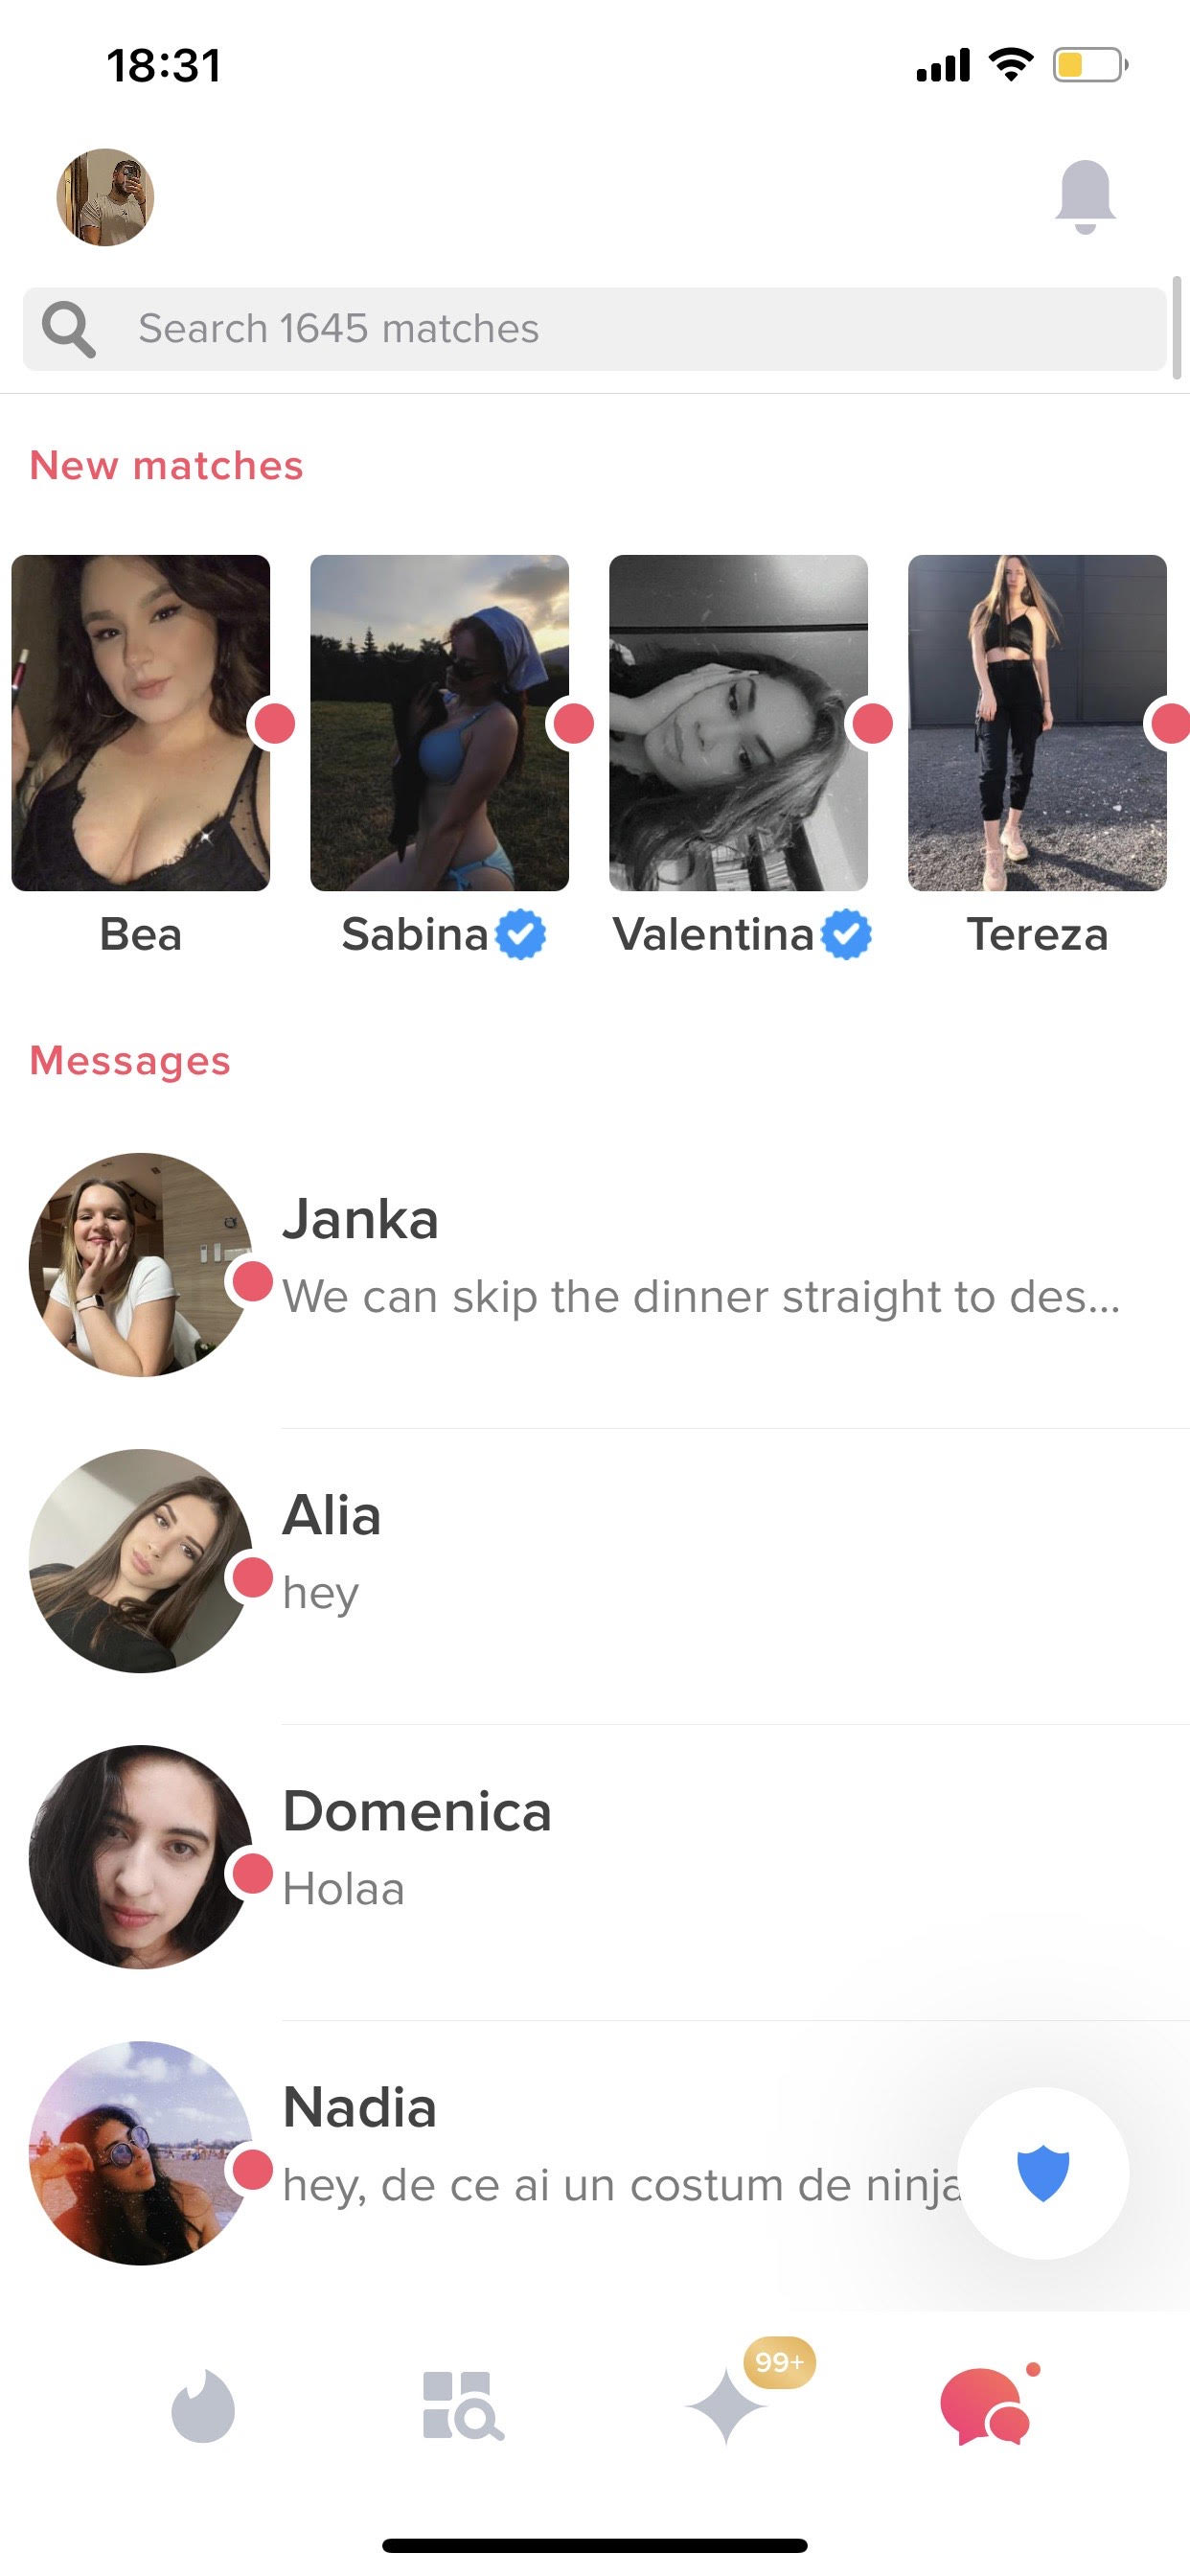 18:31
Search 1645 matches
New matches
Bea
Sabina
Valentina
Tereza
Messages
Janka
We can skip the dinner straight to des...
Alia
hey
Domenica
Holaa
Nadia
hey, de ce ai un costum de ninja
99+